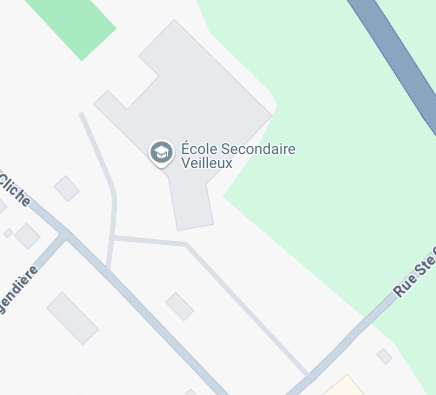 École Secondaire
Veilleux
Cliche
gendière
Rue Ste